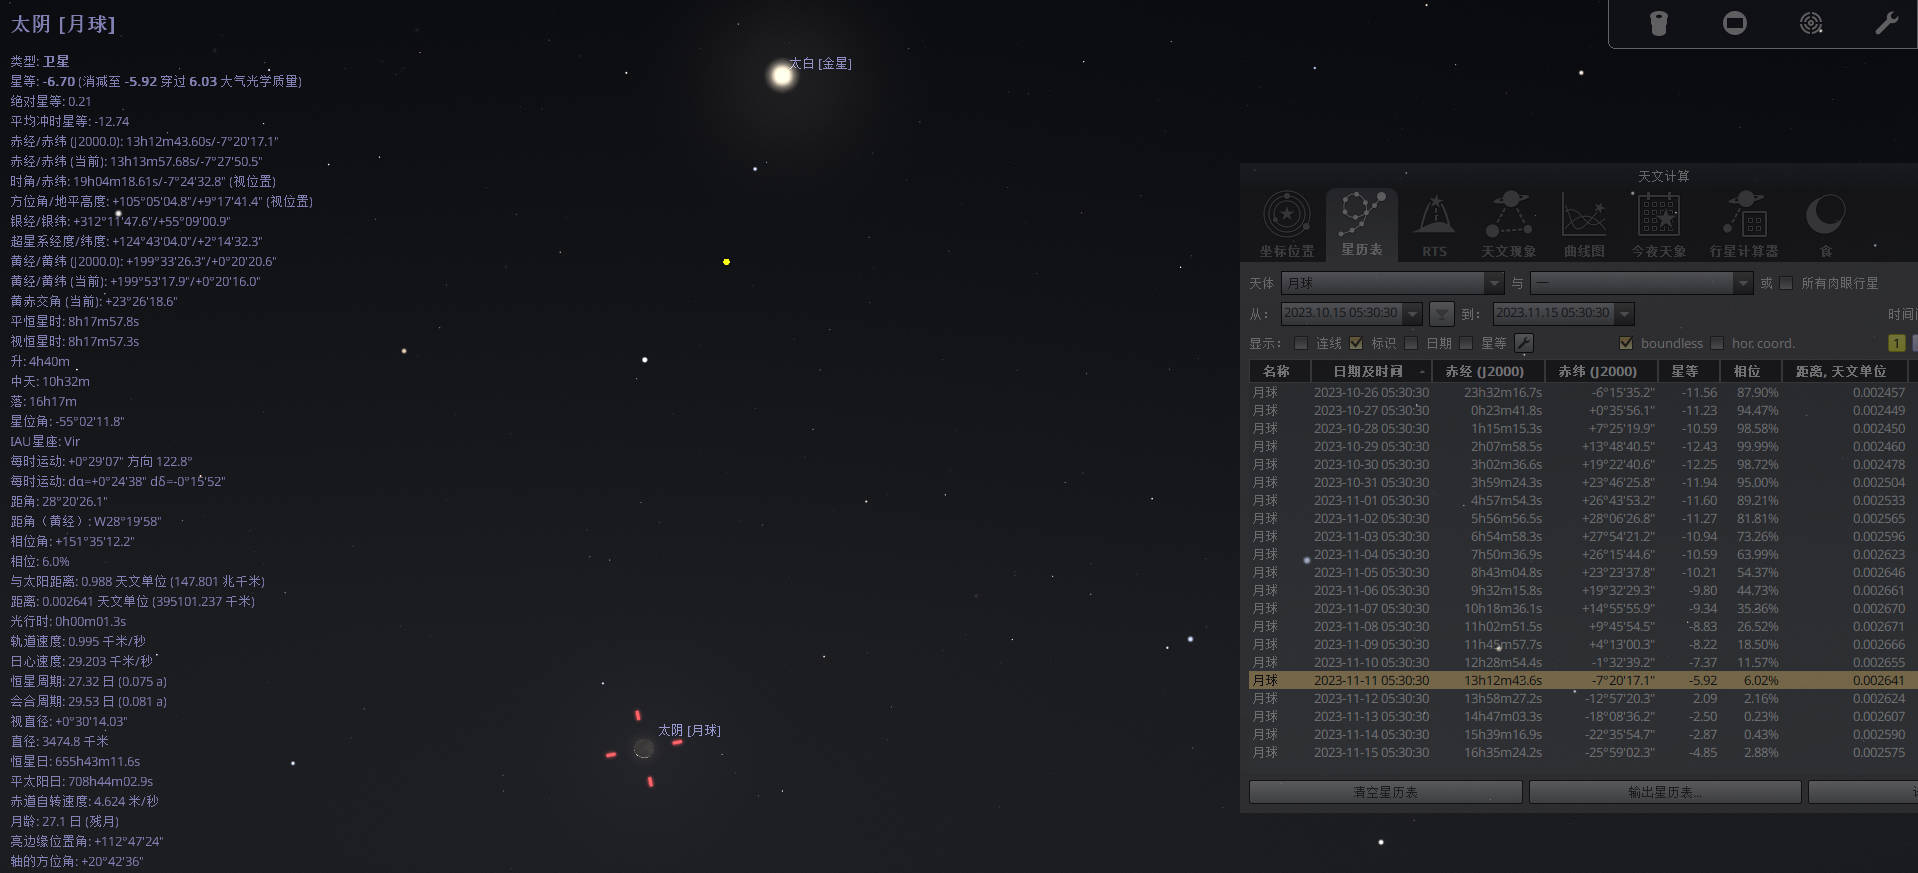 太阴 [月球]
类型: 卫星
星等: -6.70 (消减至 -5.92 穿过 6.03 大气光学质量)
绝对星等: 0.21
平均冲时星等: -12.74
赤经/赤纬 (J2000.0): 13h12m43.60s/-7°20'17.1"
赤经/赤纬 (当前): 13h13m57.68s/-7°27'50.5"
时角/赤纬: 19h04m18.61s/-7°24'32.8" (视位置)
方位角/地平高度: +105°05'04.8"/+9°17'41.4" (视位置)
银经/银纬: +312°11'47.6"/+55°09'00.9"
超星系经度/纬度: +124°43'04.0"/+2°14'32.3"
黄经/黄纬 (J2000.0): +199°33'26.3"/+0°20'20.6"
黄经/黄纬 (当前): +199°53'17.9"/+0°20'16.0"
黄赤交角 (当前): +23°26'18.6"
平恒星时: 8h17m57.8s
视恒星时: 8h17m57.3s
升: 4h40m
中天: 10h32m
落: 16h17m
星位角: -55°02'11.8"
IAU星座: Vir
每时运动: +0°29'07" 方向 122.8°
每时运动: dα=+0°24'38" dδ=-0°15'52"
距角: 28°20'26.1"
距角（黄经）: W28°19'58"
相位角: +151°35'12.2"
相位: 6.0%
与太阳距离: 0.988 天文单位 (147.801 兆千米)
距离: 0.002641 天文单位 (395101.237 千米)
光行时: 0h00m01.3s
轨道速度: 0.995 千米/秒
日心速度: 29.203 千米/秒
恒星周期: 27.32 日 (0.075 a)
会合周期: 29.53 日 (0.081 a)
视直径: +0°30'14.03"
直径: 3474.8 千米
恒星日: 655h43m11.6s
平太阳日: 708h44m02.9s
赤道自转速度: 4.624 米/秒
月龄: 27.1 日 (残月)
亮边缘位置角: +112°47'24"
轴的方位角: +20°42'36"
太白 [金星]
太阴 [月球]
天文计算
坐标位置 星历表 RTS 天文现象 曲线图 今夜天象 行星计算器 食
天体 月球 与 — 或 所有肉眼行星
从: 2023.10.15 05:30:30 到: 2023.11.15 05:30:30 时间
显示: 连线 标识 日期 星等 boundless hor. coord. 1
名称 日期及时间 赤经 (J2000) 赤纬 (J2000) 星等 相位 距离, 天文单位
月球 2023-10-26 05:30:30 23h32m16.7s -6°15'35.2" -11.56 87.90% 0.002457
月球 2023-10-27 05:30:30 0h23m41.8s +0°35'56.1" -11.23 94.47% 0.002449
月球 2023-10-28 05:30:30 1h15m15.3s +7°25'19.9" -10.59 98.58% 0.002450
月球 2023-10-29 05:30:30 2h07m58.5s +13°48'40.5" -12.43 99.99% 0.002460
月球 2023-10-30 05:30:30 3h02m36.6s +19°22'40.6" -12.25 98.72% 0.002478
月球 2023-10-31 05:30:30 3h59m24.3s +23°46'25.8" -11.94 95.00% 0.002504
月球 2023-11-01 05:30:30 4h57m54.3s +26°43'53.2" -11.60 89.21% 0.002533
月球 2023-11-02 05:30:30 5h56m56.5s +28°06'26.8" -11.27 81.81% 0.002565
月球 2023-11-03 05:30:30 6h54m58.3s +27°54'21.2" -10.94 73.26% 0.002596
月球 2023-11-04 05:30:30 7h50m36.9s +26°15'44.6" -10.59 63.99% 0.002623
月球 2023-11-05 05:30:30 8h43m04.8s +23°23'37.8" -10.21 54.37% 0.002646
月球 2023-11-06 05:30:30 9h32m15.8s +19°32'29.3" -9.80 44.73% 0.002661
月球 2023-11-07 05:30:30 10h18m36.1s +14°55'55.9" -9.34 35.36% 0.002670
月球 2023-11-08 05:30:30 11h02m51.5s +9°45'54.5" -8.83 26.52% 0.002671
月球 2023-11-09 05:30:30 11h45m57.7s +4°13'00.3" -8.22 18.50% 0.002666
月球 2023-11-10 05:30:30 12h28m54.4s -1°32'39.2" -7.37 11.57% 0.002655
月球 2023-11-11 05:30:30 13h12m43.6s -7°20'17.1" -5.92 6.02% 0.002641
月球 2023-11-12 05:30:30 13h58m27.2s -12°57'20.3" 2.09 2.16% 0.002624
月球 2023-11-13 05:30:30 14h47m03.3s -18°08'36.2" -2.50 0.23% 0.002607
月球 2023-11-14 05:30:30 15h39m16.9s -22°35'54.7" -2.87 0.43% 0.002590
月球 2023-11-15 05:30:30 16h35m24.2s -25°59'02.3" -4.85 2.88% 0.002575
清空星历表 输出星历表...